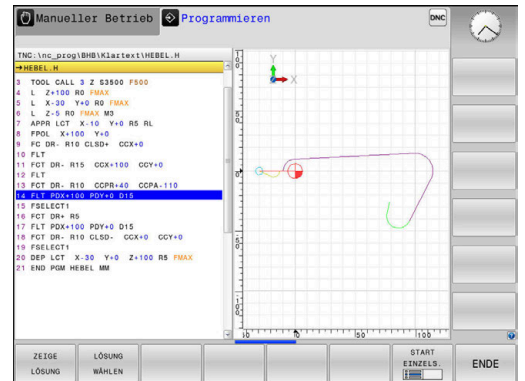 Manueller Betrieb
Programmieren
DNC
TNC:\nc_prog\BHB\Klartext\HEBEL.H
→HEBEL.H
3 TOOL CALL 3 Z S3500 F500
4 L Z+100 R0 FMAX
5 L X-30 Y+0 R0 FMAX
6 L Z-5 R0 FMAX M3
7 APPR LCT X-10 Y+0 R5 RL
8 FPOL X+100 Y+0
9 FC DR- R10 CLSD+ CCX+0
10 FLT
11 FCT DR- R15 CCX+100 CCY+0
12 FLT
13 FCT DR- R10 CCPR+40 CCPA-110
14 FLT PDX+100 PDY+0 D15
15 FSELECT1
16 FCT DR+ R5
17 FLT PDX+100 PDY+0 D15
18 FCT DR- R10 CLSD- CCX+0 CCY+0
19 FSELECT1
20 DEP LCT X-30 Y+0 Z+100 R5 FMAX
21 END PGM HEBEL MM
Y
X
50
0
-50
0
50
100
ZEIGE LÖSUNG
LÖSUNG WÄHLEN
START EINZELS.
ENDE